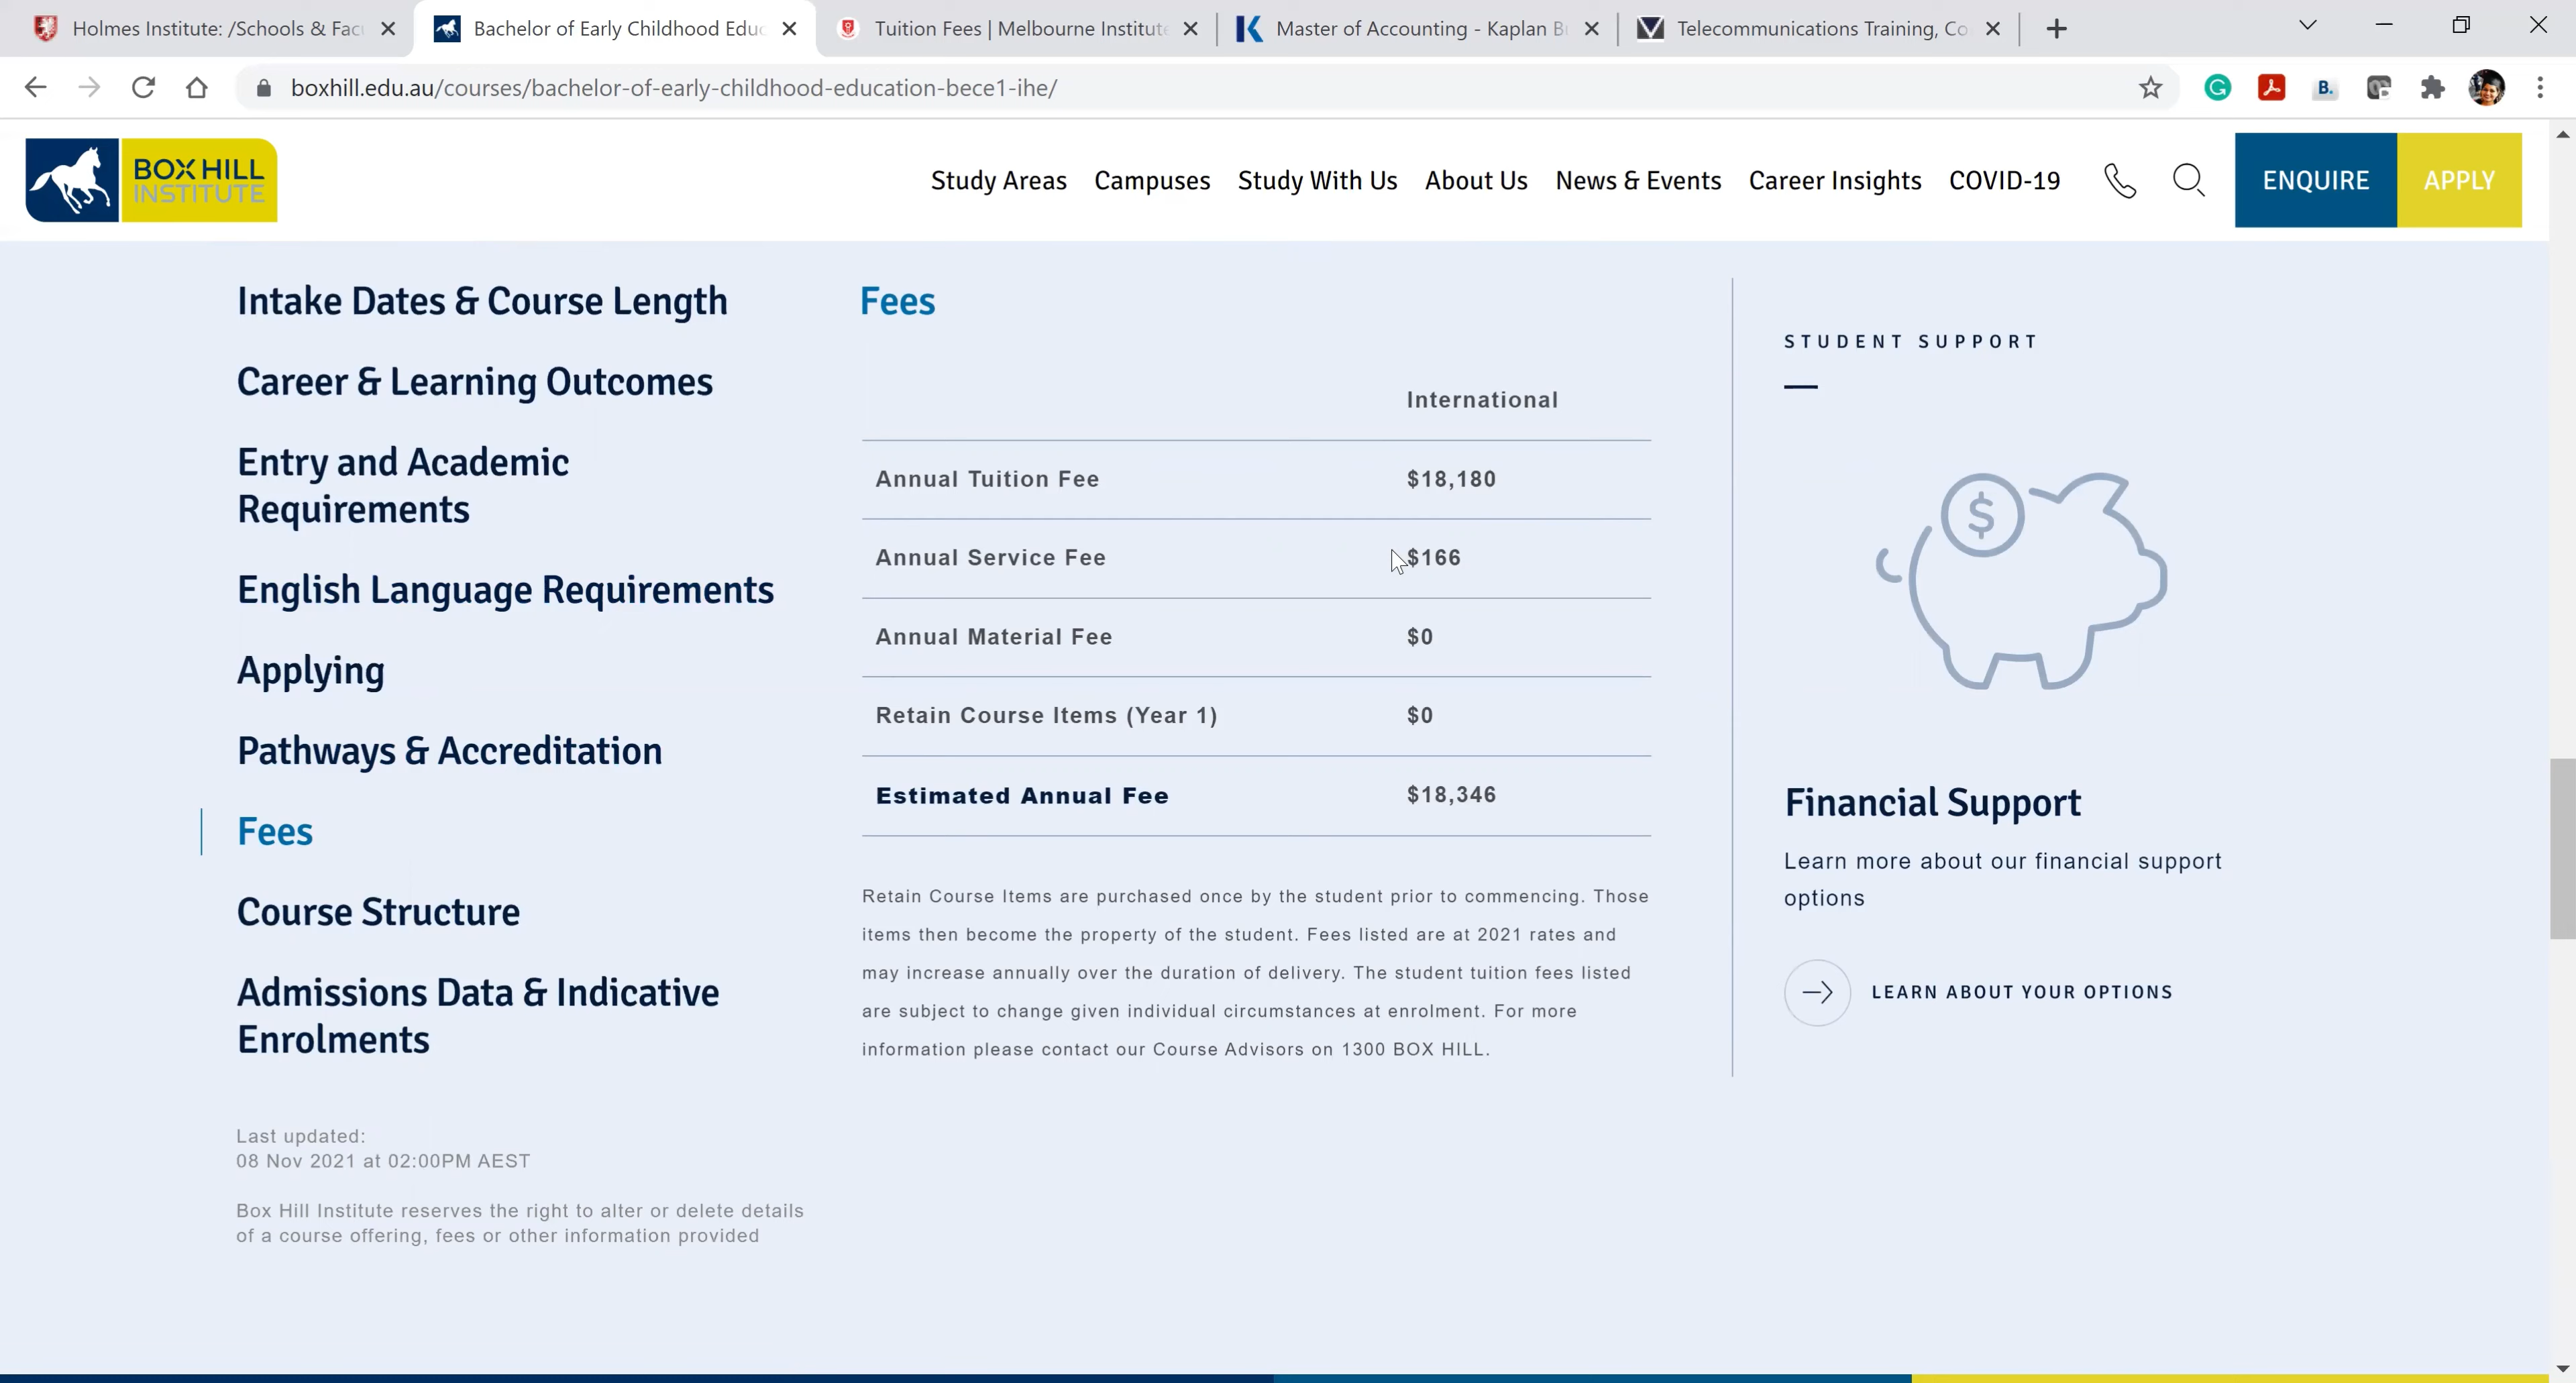 Holmes Institute: /Schools & Fac
Bachelor of Early Childhood Educ
Tuition Fees | Melbourne Institute
Master of Accounting - Kaplan B
Telecommunications Training, Co
boxhill.edu.au/courses/bachelor-of-early-childhood-education-bece1-ihe/
BOX HILL
INSTITUTE
Study Areas
Campuses
Study With Us
About Us
News & Events
Career Insights
COVID-19
ENQUIRE
APPLY
Intake Dates & Course Length
Career & Learning Outcomes
Entry and Academic
Requirements
English Language Requirements
Applying
Pathways & Accreditation
Fees
Course Structure
Admissions Data & Indicative
Enrolments
Last updated:
08 Nov 2021 at 02:00PM AEST
Box Hill Institute reserves the right to alter or delete details
of a course offering, fees or other information provided
Fees
International
Annual Tuition Fee $18,180
Annual Service Fee $166
Annual Material Fee $0
Retain Course Items (Year 1) $0
Estimated Annual Fee $18,346
Retain Course Items are purchased once by the student prior to commencing. Those
items then become the property of the student. Fees listed are at 2021 rates and
may increase annually over the duration of delivery. The student tuition fees listed
are subject to change given individual circumstances at enrolment. For more
information please contact our Course Advisors on 1300 BOX HILL.
STUDENT SUPPORT
$
Financial Support
Learn more about our financial support
options
LEARN ABOUT YOUR OPTIONS